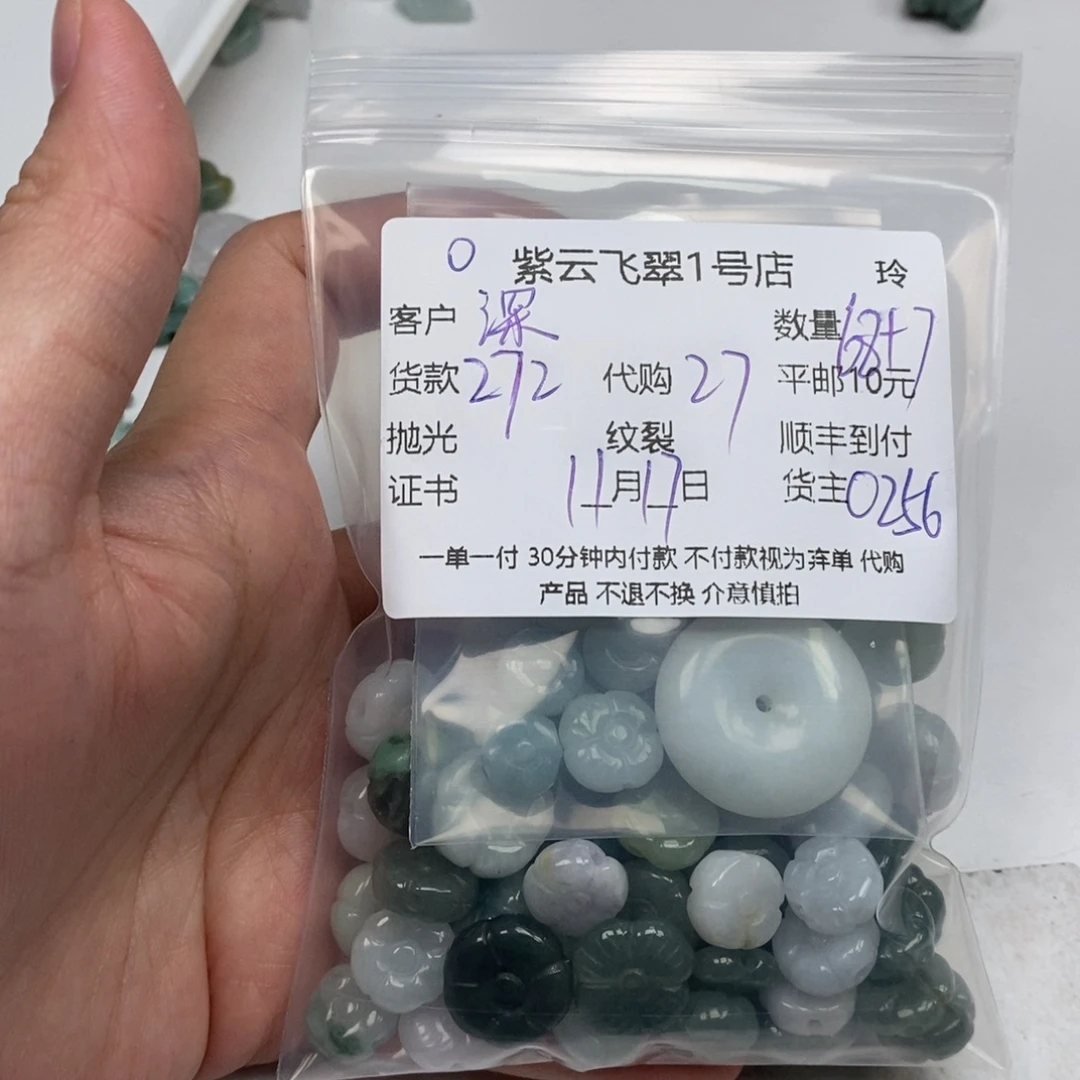 0 紫云飞翠1号店 玲
客户 深 数量 68+7
货款 272 代购 27 平邮10元
抛光 纹裂 顺丰到付
证书 11月17日 货主 0256
一单一付 30分钟内付款 不付款视为弃单 代购
产品 不退不换 介意慎拍